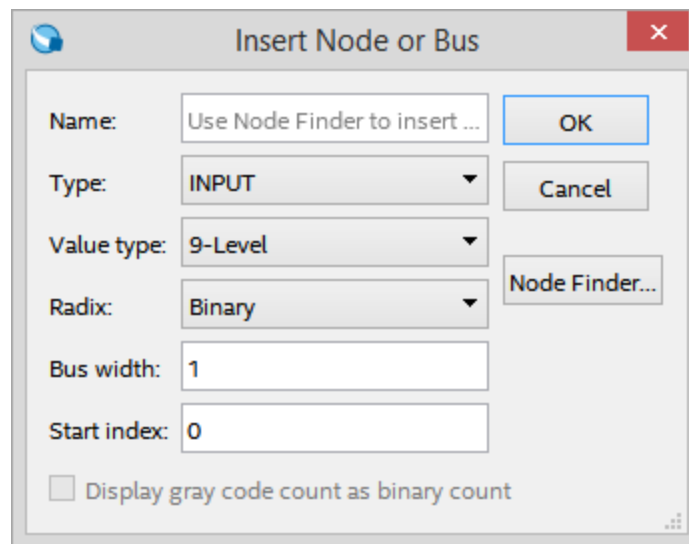 Insert Node or Bus
Name: Use Node Finder to insert ... OK
Type: INPUT Cancel
Value type: 9-Level
Node Finder...
Radix: Binary
Bus width: 1
Start index: 0
Display gray code count as binary count